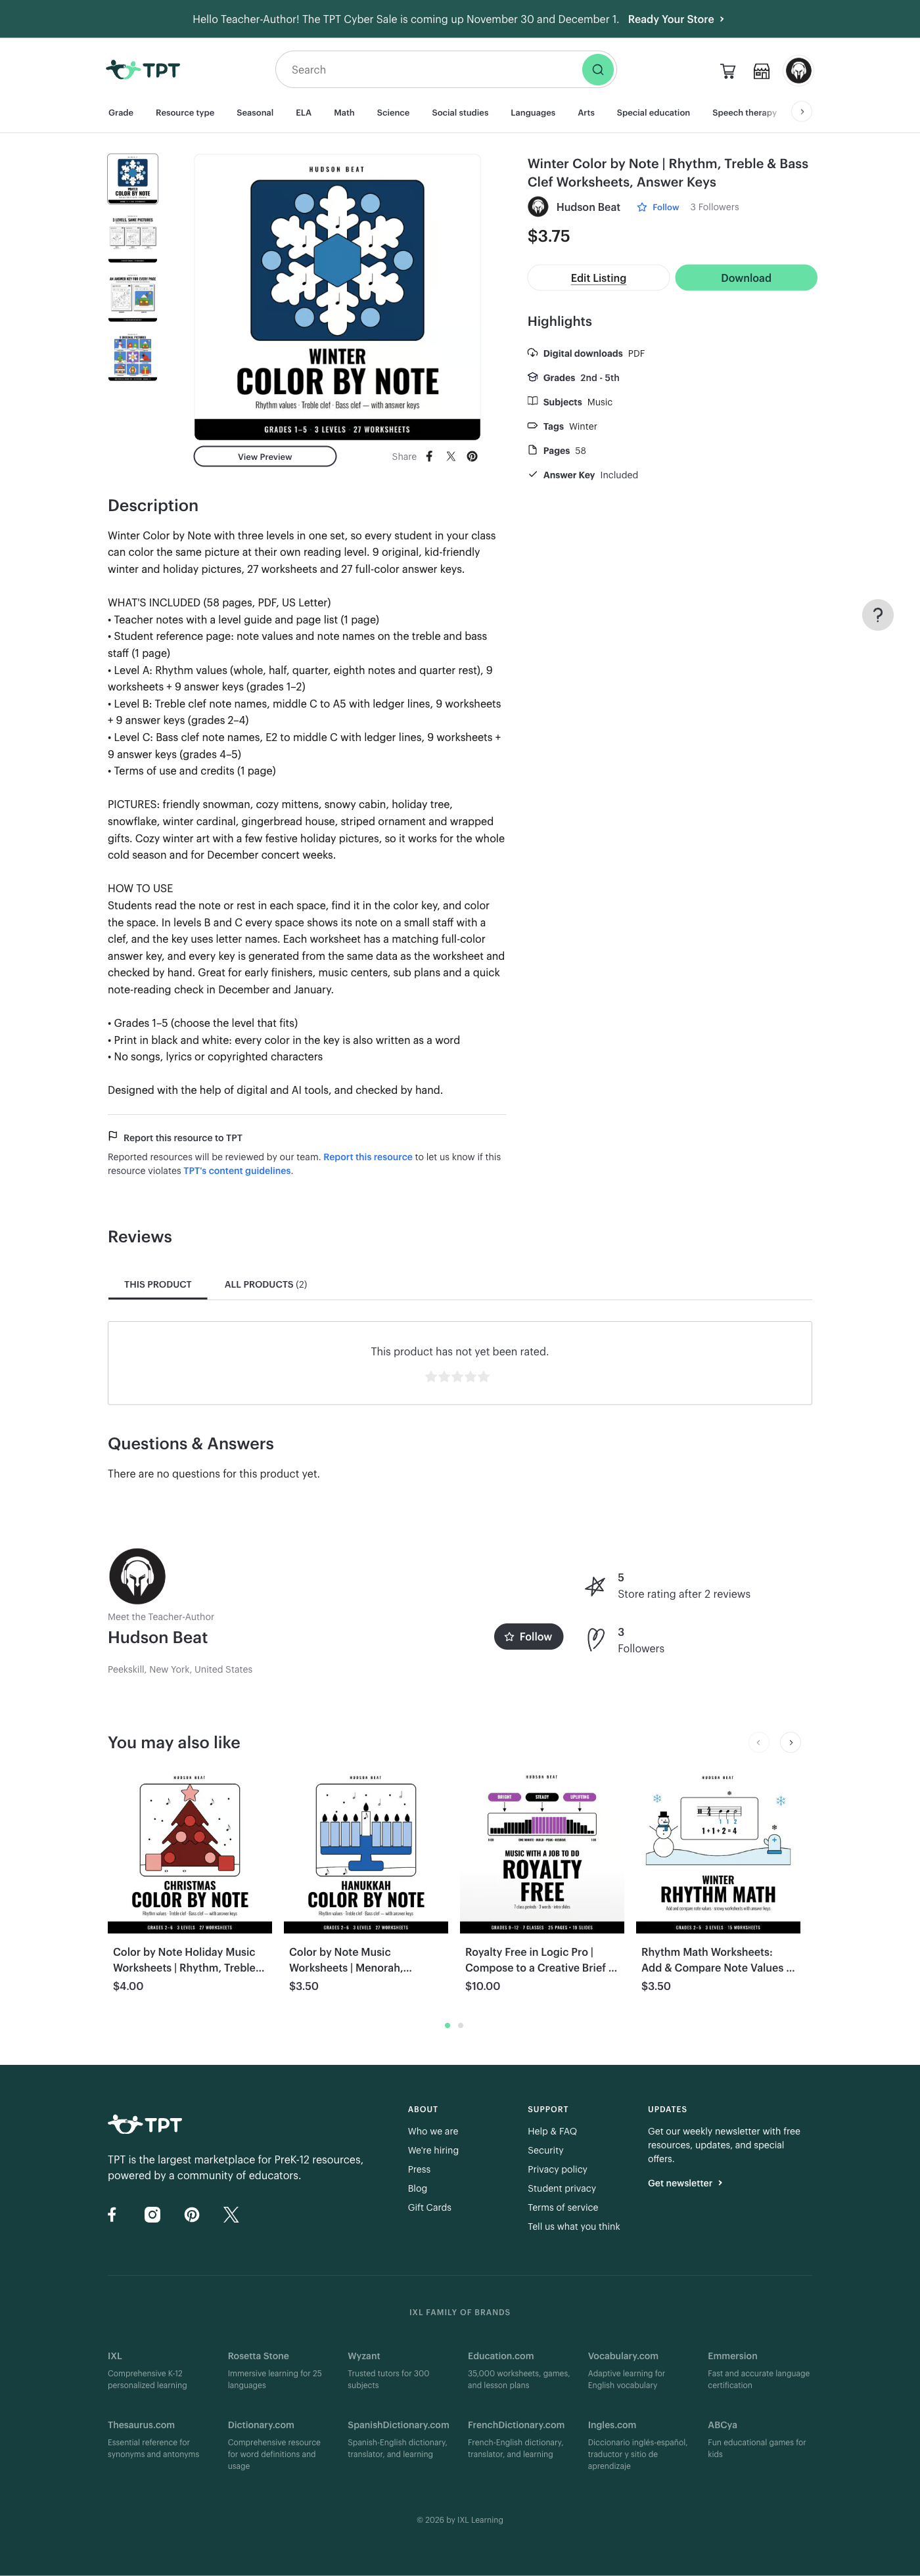 Hello Teacher-Author! The TPT Cyber Sale is coming up November 30 and December 1. Ready Your Store
TPT
Search
Grade Resource type Seasonal ELA Math Science Social studies Languages Arts Special education Speech therapy
HUDSON BEAT
WINTER
COLOR BY NOTE
Rhythm values · Treble clef · Bass clef — with answer keys
GRADES 1–5 · 3 LEVELS · 27 WORKSHEETS
View Preview
Share
Winter Color by Note | Rhythm, Treble & Bass
Clef Worksheets, Answer Keys
Hudson Beat Follow 3 Followers
$3.75
Edit Listing Download
Highlights
Digital downloads PDF
Grades 2nd - 5th
Subjects Music
Tags Winter
Pages 58
Answer Key Included
Description
Winter Color by Note with three levels in one set, so every student in your class
can color the same picture at their own reading level. 9 original, kid-friendly
winter and holiday pictures, 27 worksheets and 27 full-color answer keys.
WHAT'S INCLUDED (58 pages, PDF, US Letter)
• Teacher notes with a level guide and page list (1 page)
• Student reference page: note values and note names on the treble and bass
staff (1 page)
• Level A: Rhythm values (whole, half, quarter, eighth notes and quarter rest), 9
worksheets + 9 answer keys (grades 1–2)
• Level B: Treble clef note names, middle C to A5 with ledger lines, 9 worksheets
+ 9 answer keys (grades 2–4)
• Level C: Bass clef note names, E2 to middle C with ledger lines, 9 worksheets +
9 answer keys (grades 4–5)
• Terms of use and credits (1 page)
PICTURES: friendly snowman, cozy mittens, snowy cabin, holiday tree,
snowflake, winter cardinal, gingerbread house, striped ornament and wrapped
gifts. Cozy winter art with a few festive holiday pictures, so it works for the whole
cold season and for December concert weeks.
HOW TO USE
Students read the note or rest in each space, find it in the color key, and color
the space. In levels B and C every space shows its note on a small staff with a
clef, and the key uses letter names. Each worksheet has a matching full-color
answer key, and every key is generated from the same data as the worksheet and
checked by hand. Great for early finishers, music centers, sub plans and a quick
note-reading check in December and January.
• Grades 1–5 (choose the level that fits)
• Print in black and white: every color in the key is also written as a word
• No songs, lyrics or copyrighted characters
Designed with the help of digital and AI tools, and checked by hand.
Report this resource to TPT
Reported resources will be reviewed by our team. Report this resource to let us know if this
resource violates TPT's content guidelines.
?
Reviews
THIS PRODUCT ALL PRODUCTS (2)
This product has not yet been rated.
Questions & Answers
There are no questions for this product yet.
Meet the Teacher-Author
Hudson Beat
Peekskill, New York, United States
Follow
5
Store rating after 2 reviews
3
Followers
You may also like
HUDSON BEAT
CHRISTMAS
COLOR BY NOTE
GRADES 2–6 3 LEVELS 27 WORKSHEETS
Color by Note Holiday Music
Worksheets | Rhythm, Treble...
$4.00
HUDSON BEAT
HANUKKAH
COLOR BY NOTE
GRADES 2–6 3 LEVELS 27 WORKSHEETS
Color by Note Music
Worksheets | Menorah,...
$3.50
HUDSON BEAT
BRIGHT STEADY UPLIFTING
MUSIC WITH A JOB TO DO
ROYALTY
FREE
Royalty Free in Logic Pro |
Compose to a Creative Brief ...
$10.00
HUDSON BEAT
1 + 1 + 2 = 4
WINTER
RHYTHM MATH
Rhythm Math Worksheets:
Add & Compare Note Values ...
$3.50
TPT
TPT is the largest marketplace for PreK-12 resources,
powered by a community of educators.
ABOUT
Who we are
We're hiring
Press
Blog
Gift Cards
SUPPORT
Help & FAQ
Security
Privacy policy
Student privacy
Terms of service
Tell us what you think
UPDATES
Get our weekly newsletter with free
resources, updates, and special
offers.
Get newsletter
IXL FAMILY OF BRANDS
IXL
Comprehensive K-12
personalized learning
Rosetta Stone
Immersive learning for 25
languages
Wyzant
Trusted tutors for 300
subjects
Education.com
35,000 worksheets, games,
and lesson plans
Vocabulary.com
Adaptive learning for
English vocabulary
Emmersion
Fast and accurate language
certification
Thesaurus.com
Essential reference for
synonyms and antonyms
Dictionary.com
Comprehensive resource
for word definitions and
usage
SpanishDictionary.com
Spanish-English dictionary,
translator, and learning
FrenchDictionary.com
French-English dictionary,
translator, and learning
Ingles.com
Diccionario inglés-español,
traductor y sitio de
aprendizaje
ABCya
Fun educational games for
kids
© 2026 by IXL Learning